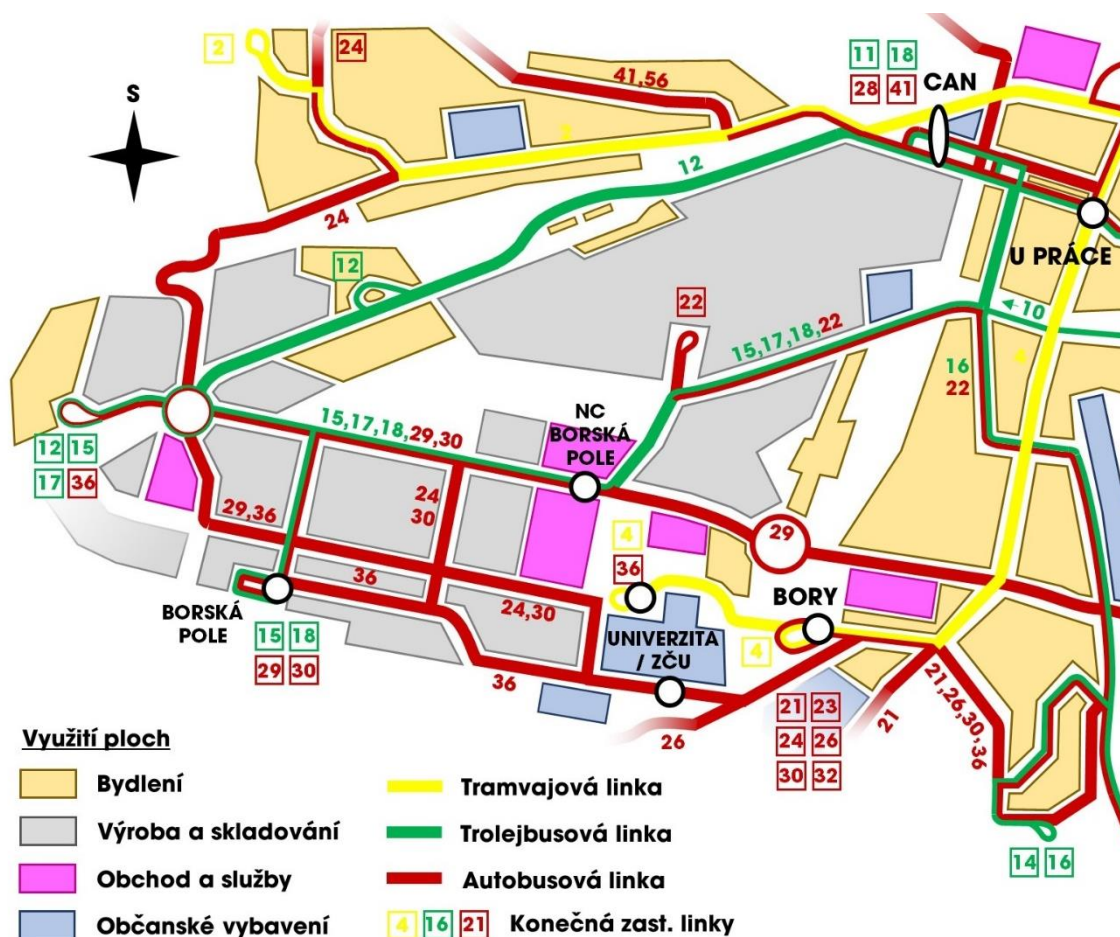 2
24
41,56
11 18
28 41
CAN
S
2
12
24
U PRÁCE
12
22
10
15,17,18,22
4
16
22
NC
BORSKÁ
POLE
15,17,18,29,30
12 15
17 36
24
30
29,36
29
4
36
36
BORY
24,30
BORSKÁ
POLE
UNIVERZITA
/ ZČU
4
15 18
29 30
36
21,26,30,36
21
26
21 23
24 26
30 32
14 16
Využití ploch
Bydlení
Výroba a skladování
Obchod a služby
Občanské vybavení
Tramvajová linka
Trolejbusová linka
Autobusová linka
4 16 21 Konečná zast. linky